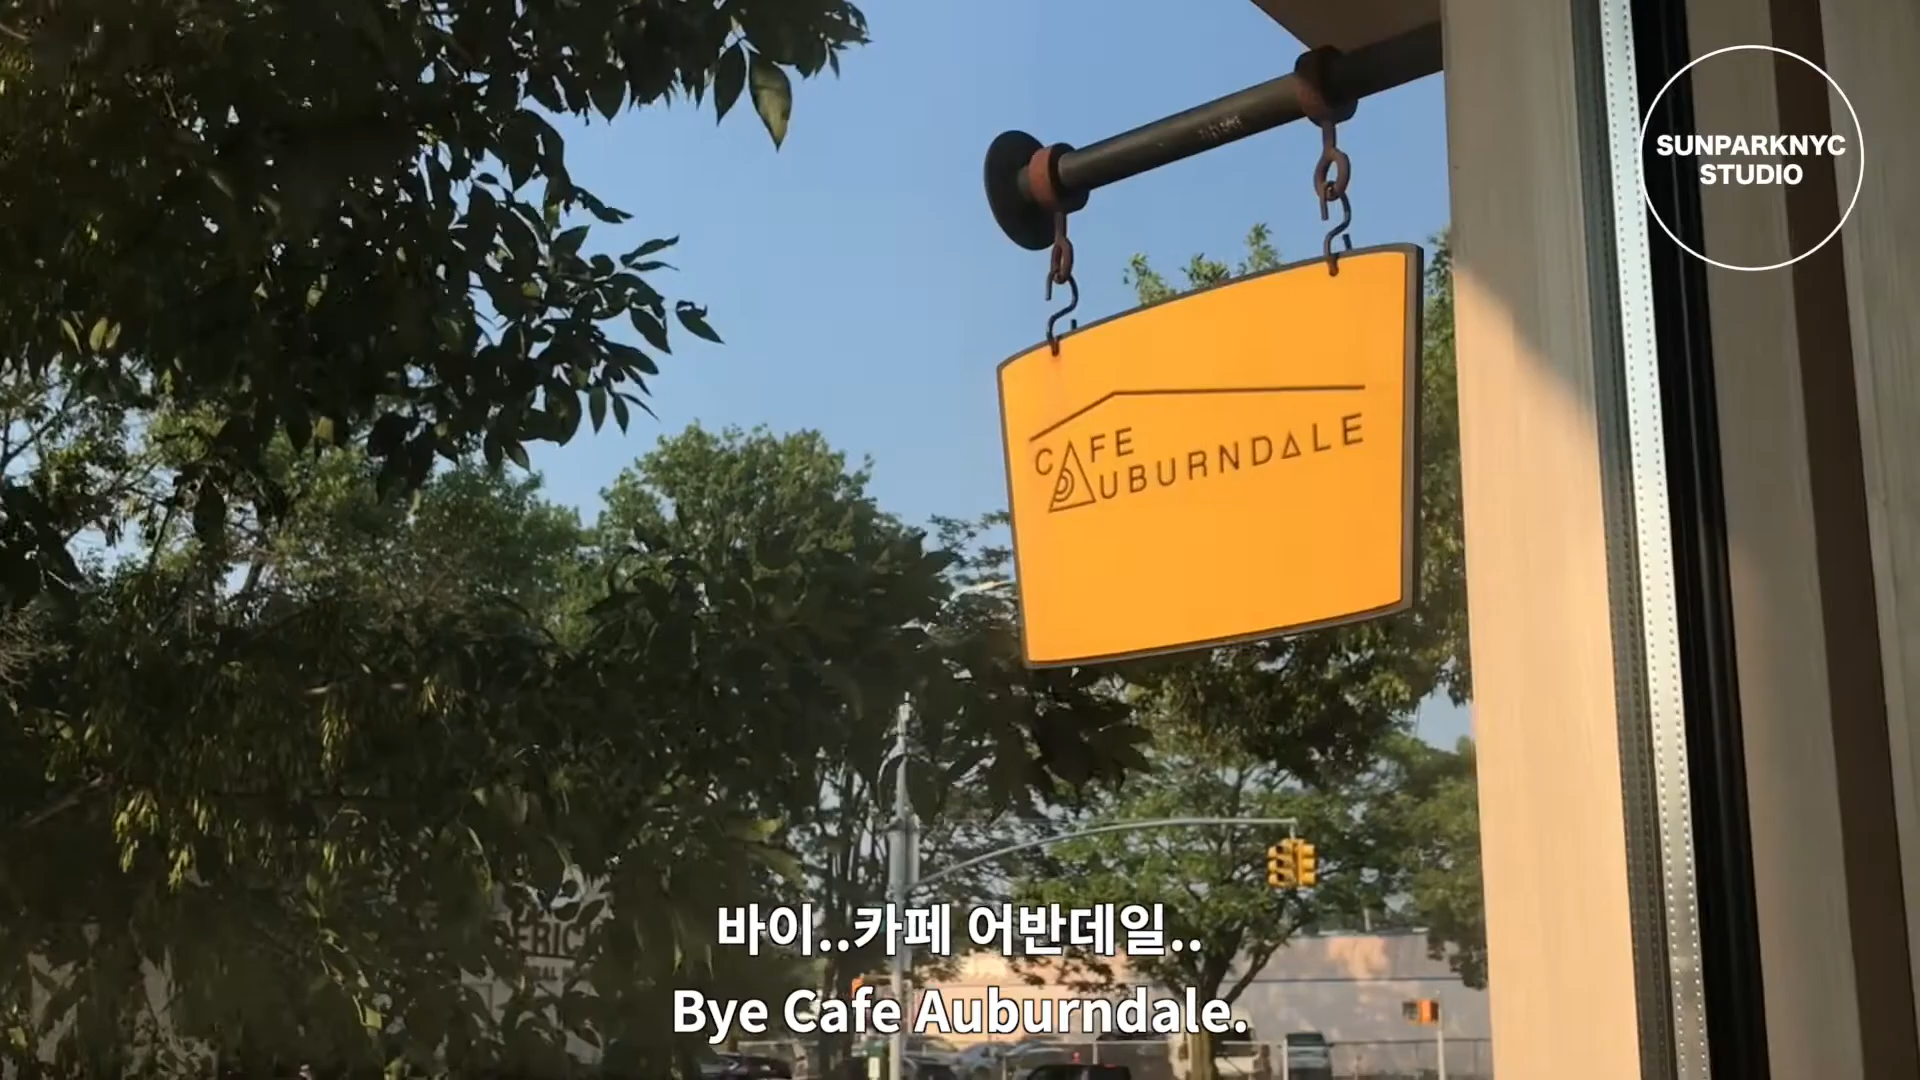 SUNPARKNYC
STUDIO
CAFE
AUBURNDALE
바이..카페 어반데일..
Bye Cafe Auburndale.